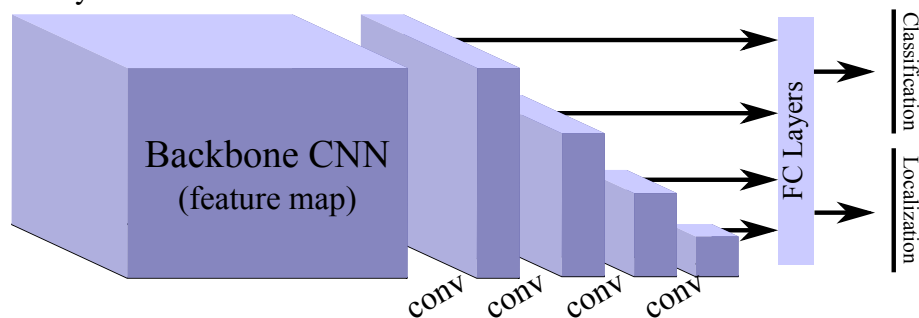 Backbone CNN
(feature map)
conv
conv
conv
conv
FC Layers
Classification
Localization